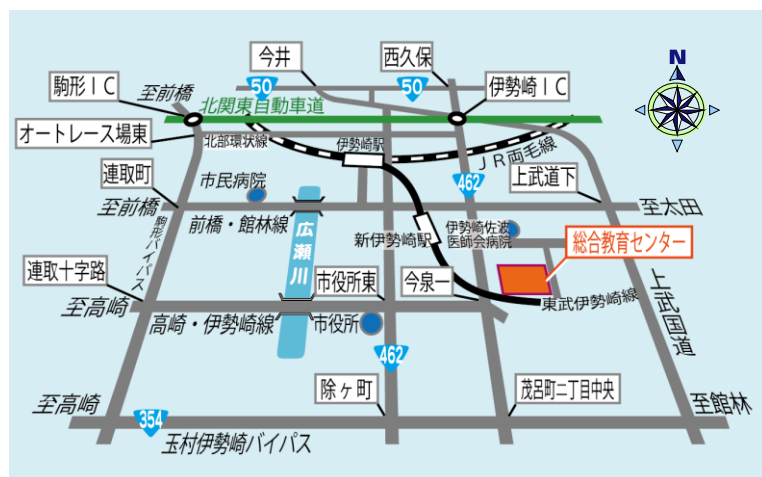 今井
西久保
N
駒形ＩＣ
50
50
伊勢崎ＩＣ
至前橋
北関東自動車道
オートレース場東
北部環状線
伊勢崎駅
ＪＲ両毛線
連取町
市民病院
462
上武道下
至前橋
前橋・館林線
至太田
駒形バイパス
広瀬川
新伊勢崎駅
伊勢崎佐波
医師会病院
総合教育センター
連取十字路
市役所東
今泉一
東武伊勢崎線
上武国道
至高崎
高崎・伊勢崎線
市役所
462
除ヶ町
茂呂町二丁目中央
至高崎
354
至館林
玉村伊勢崎バイパス